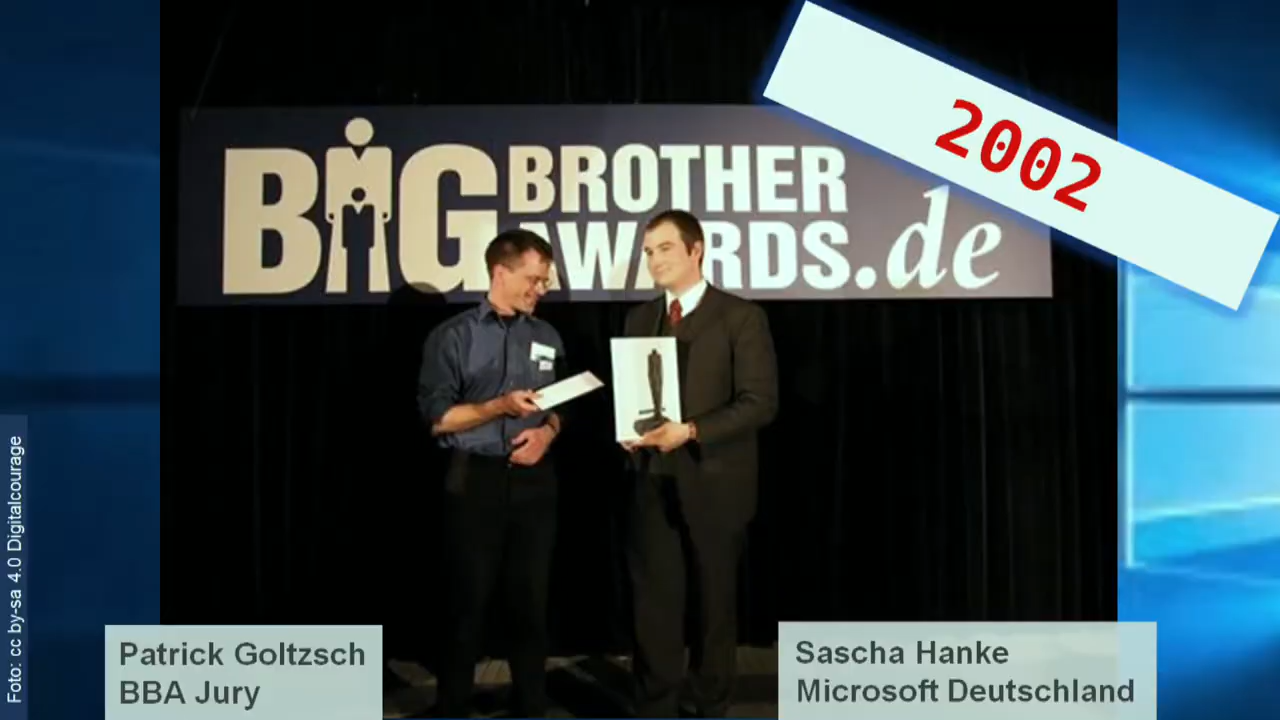 2002
BIG BROTHER
AWARDS.de
Foto: cc by-sa 4.0 Digitalcourage
Patrick Goltzsch
BBA Jury
Sascha Hanke
Microsoft Deutschland